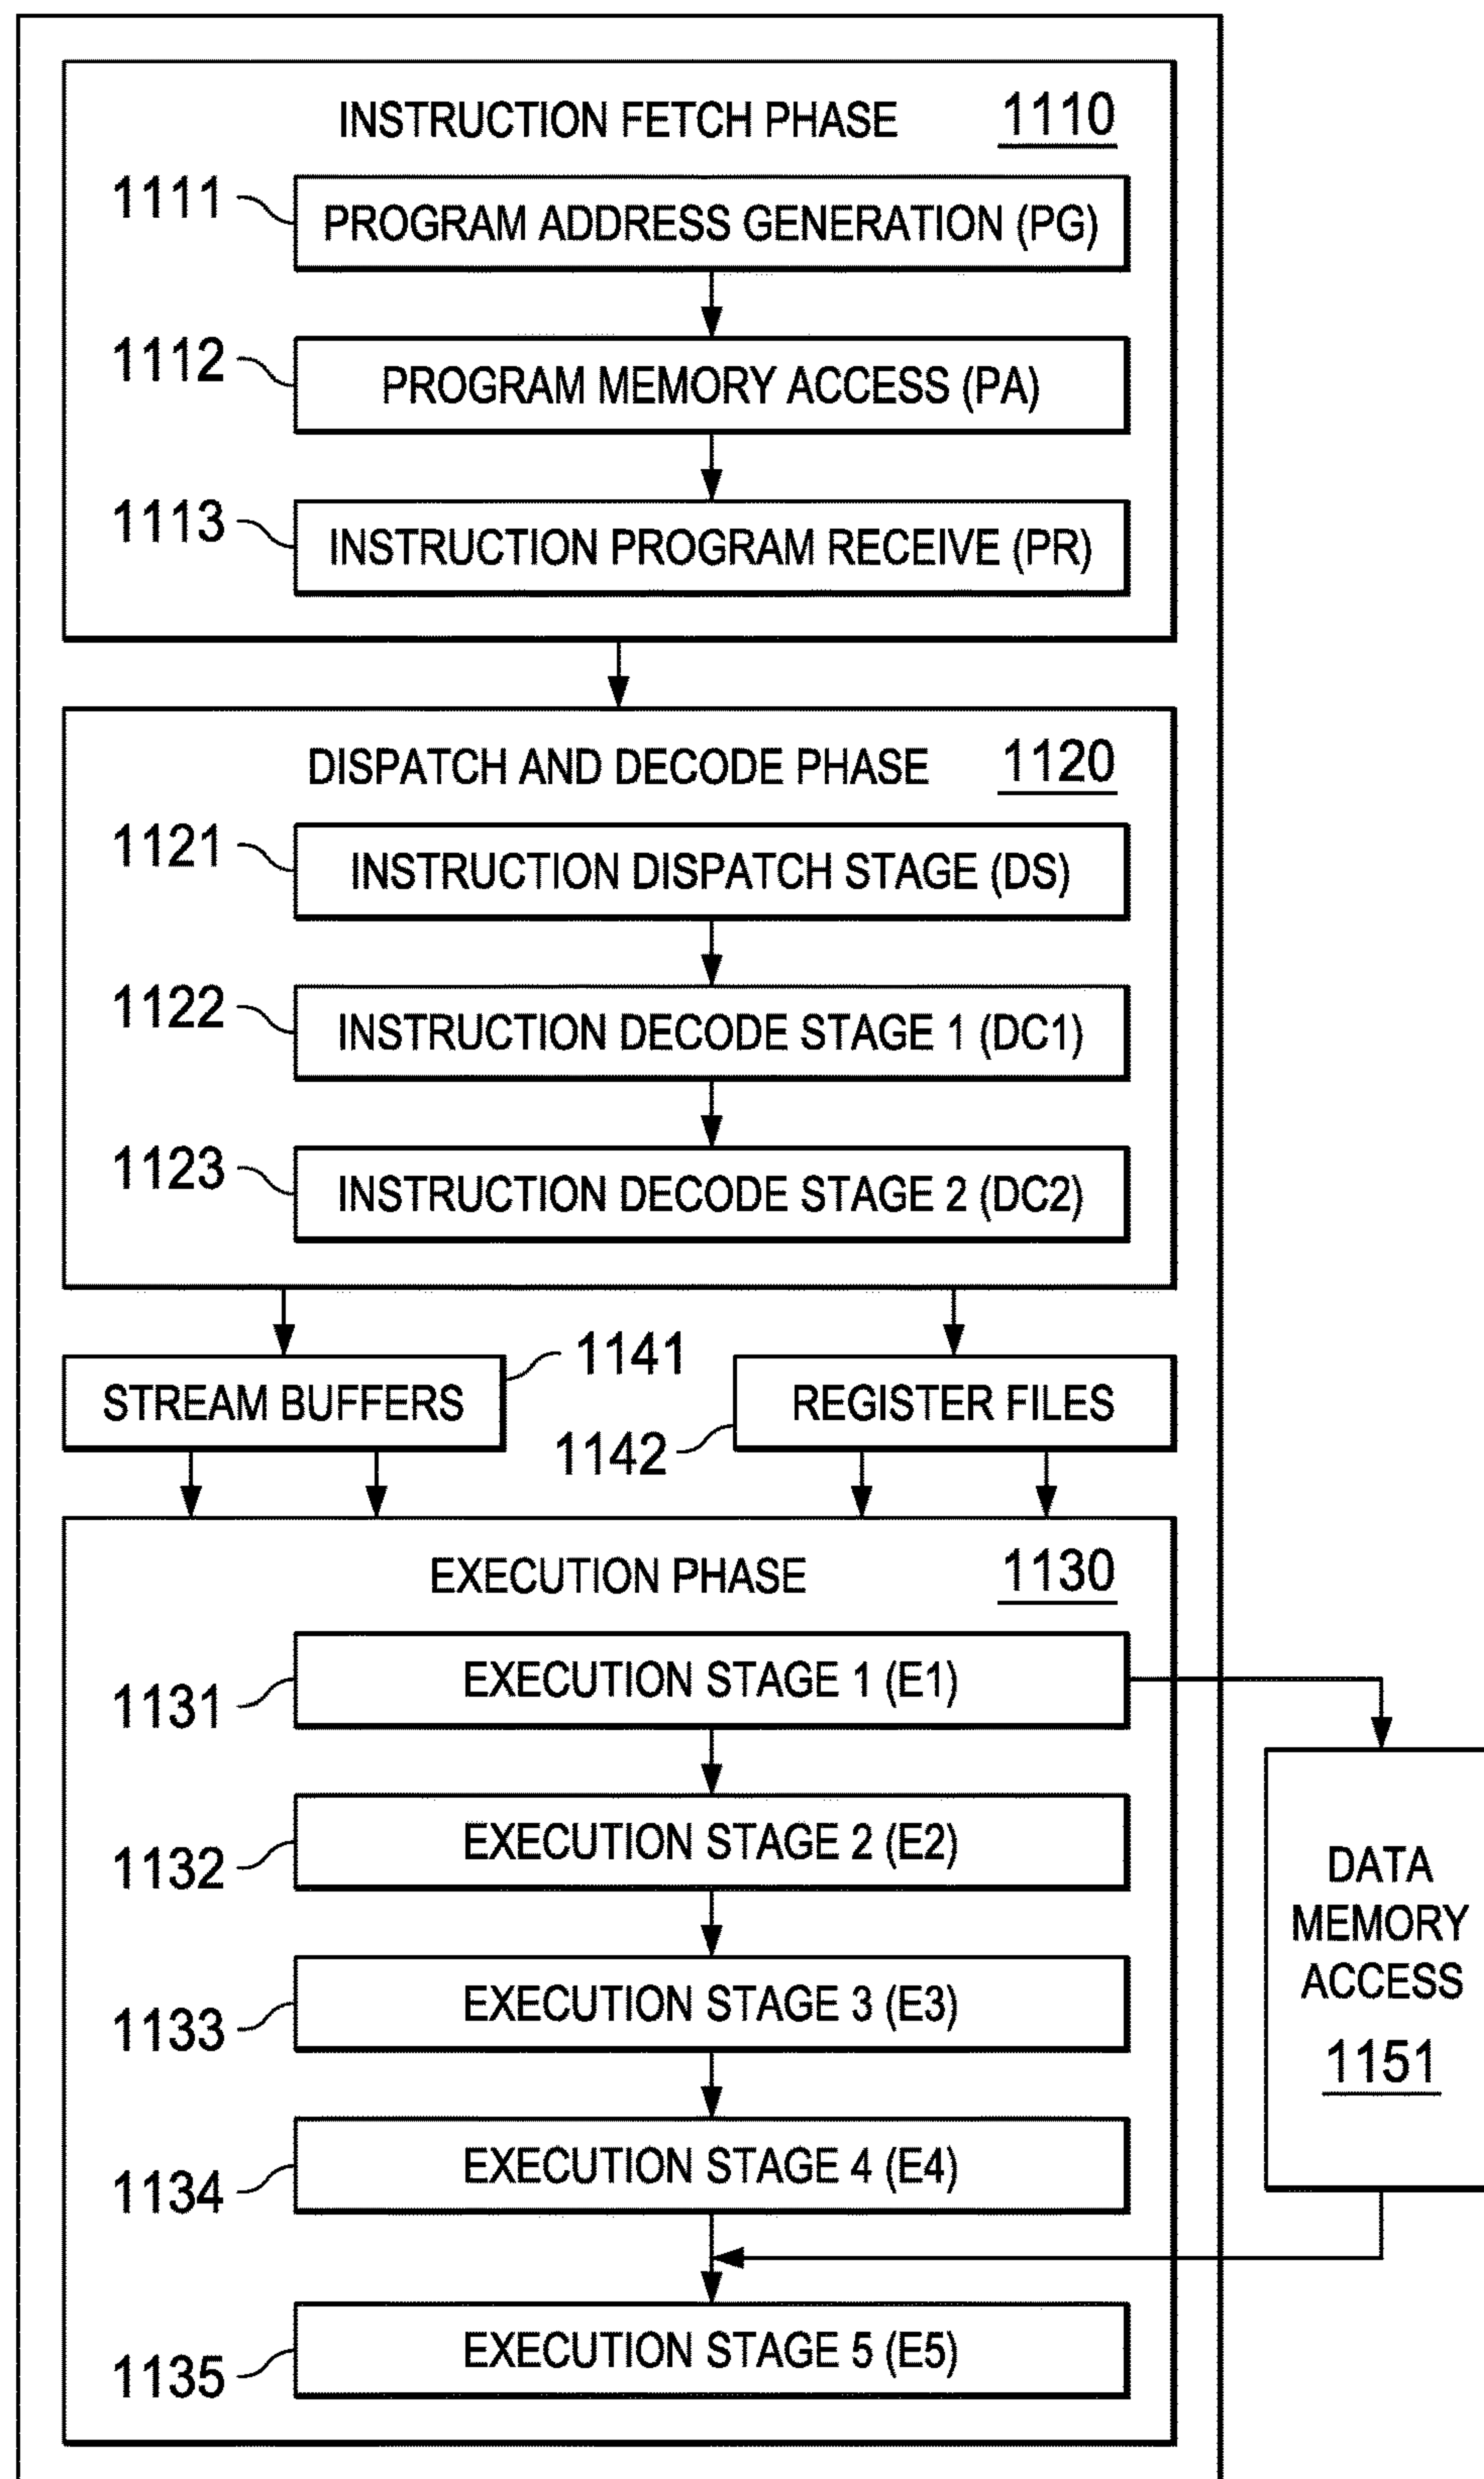 INSTRUCTION FETCH PHASE 1110
1111 PROGRAM ADDRESS GENERATION (PG)
1112 PROGRAM MEMORY ACCESS (PA)
1113 INSTRUCTION PROGRAM RECEIVE (PR)
DISPATCH AND DECODE PHASE 1120
1121 INSTRUCTION DISPATCH STAGE (DS)
1122 INSTRUCTION DECODE STAGE 1 (DC1)
1123 INSTRUCTION DECODE STAGE 2 (DC2)
STREAM BUFFERS 1141
1142 REGISTER FILES
EXECUTION PHASE 1130
1131 EXECUTION STAGE 1 (E1)
1132 EXECUTION STAGE 2 (E2)
1133 EXECUTION STAGE 3 (E3)
1134 EXECUTION STAGE 4 (E4)
1135 EXECUTION STAGE 5 (E5)
DATA
MEMORY
ACCESS
1151